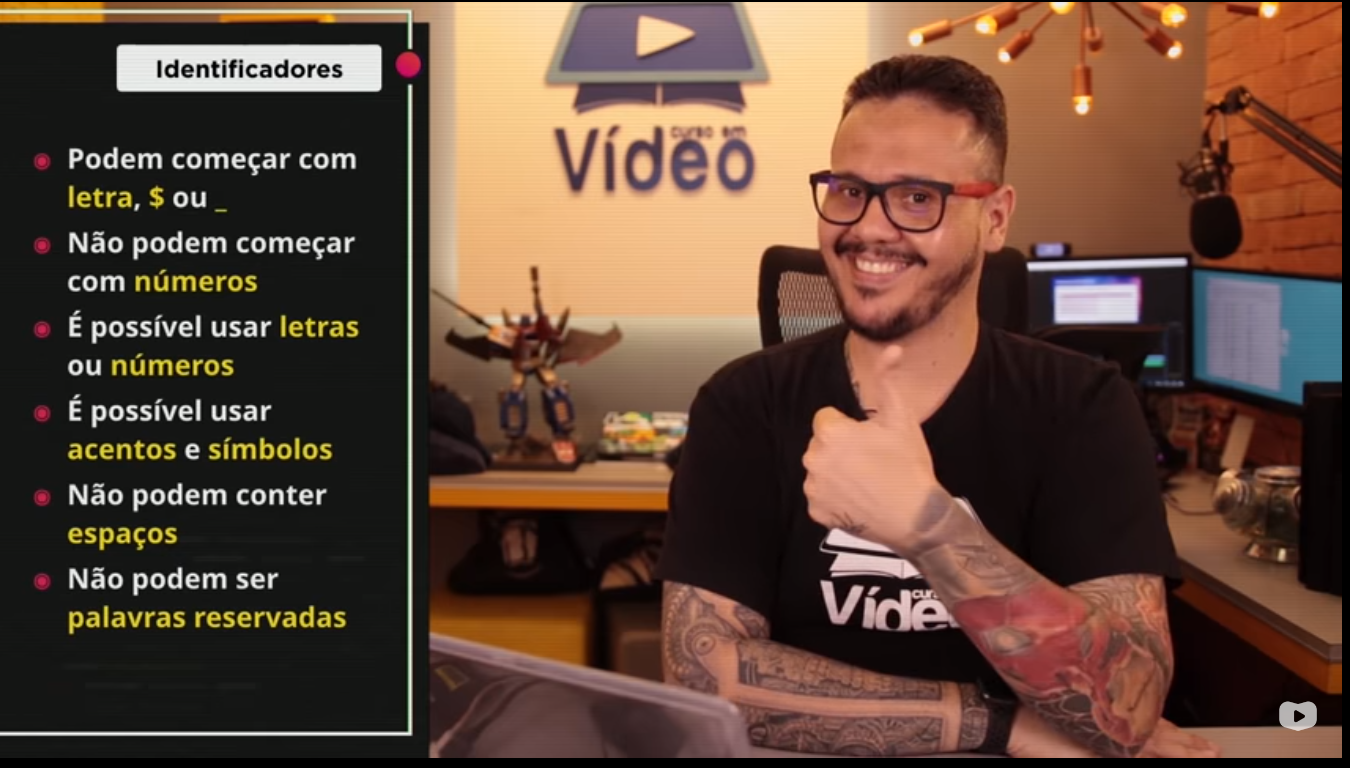 Identificadores
Podem começar com
letra, $ ou _
Não podem começar
com números
É possível usar letras
ou números
É possível usar
acentos e símbolos
Não podem conter
espaços
Não podem ser
palavras reservadas
curso em
Vídeo
Víde